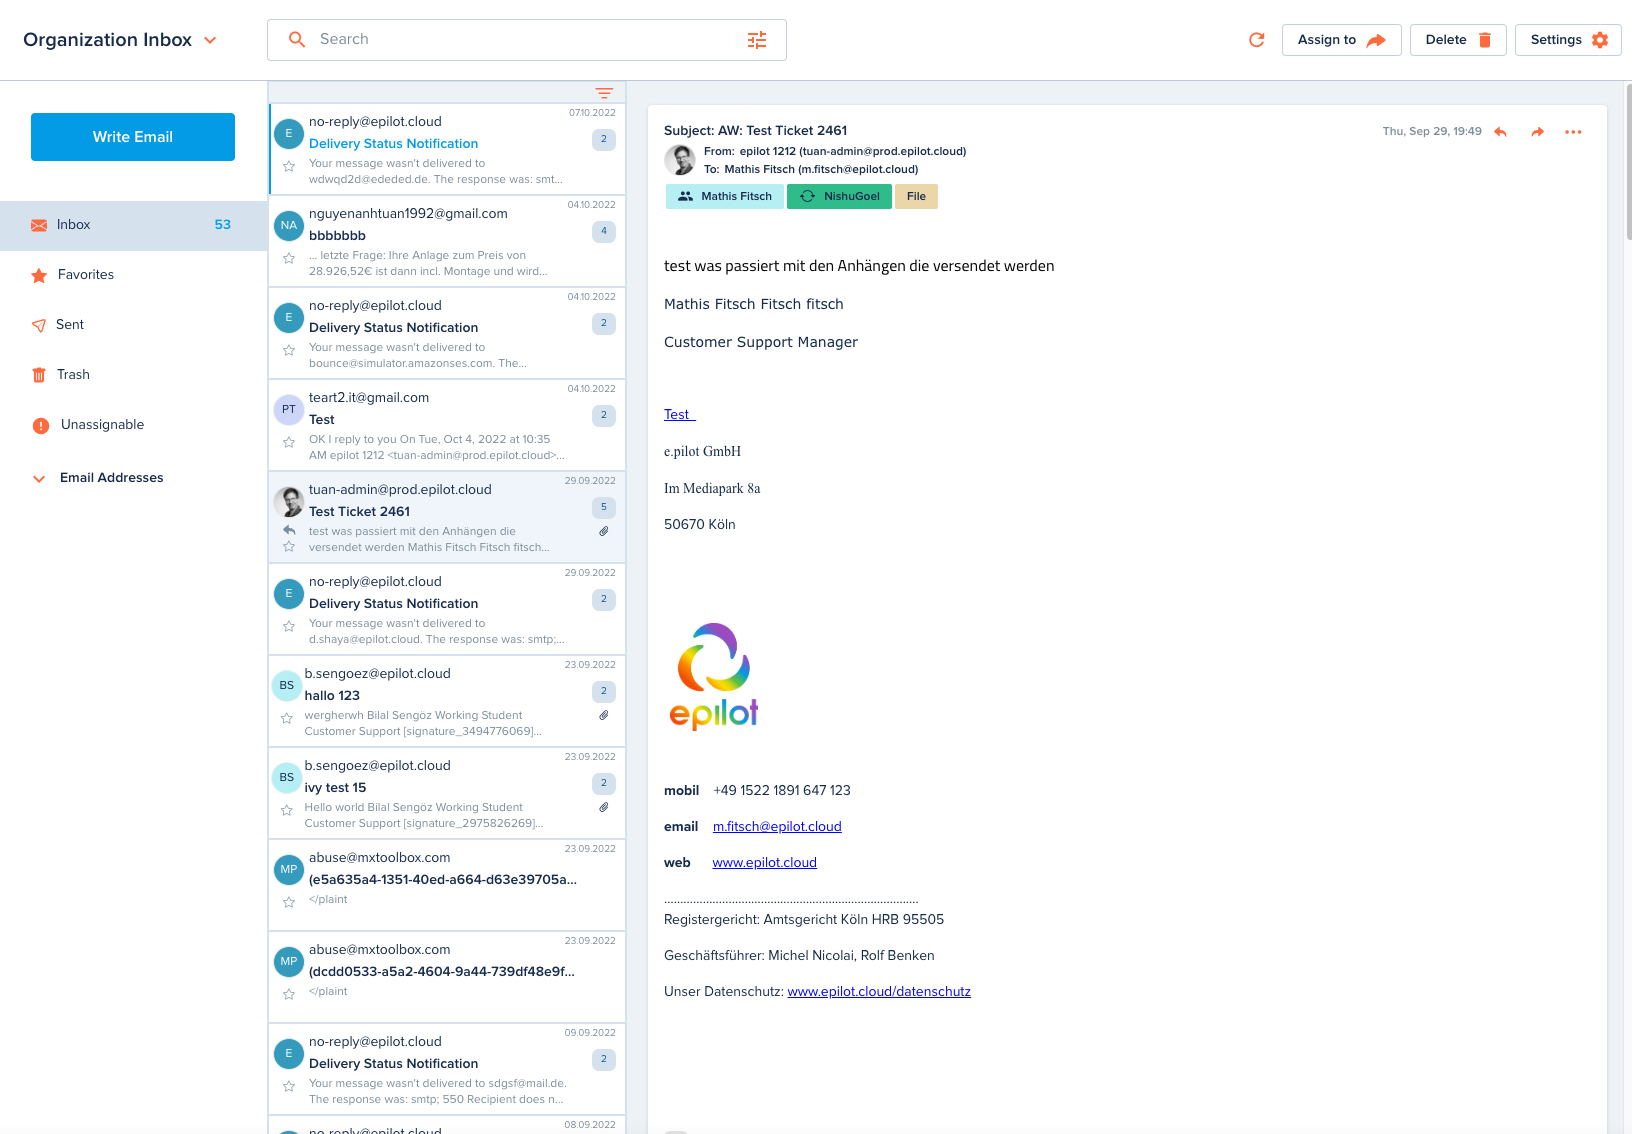 Organization Inbox
Search
Assign to
Delete
Settings
Write Email
Inbox 53
Favorites
Sent
Trash
Unassignable
Email Addresses
07.10.2022
E
no-reply@epilot.cloud
Delivery Status Notification
2
Your message wasn't delivered to
wdwqd2d@ededed.de. The response was: smt...
04.10.2022
NA
nguyenanhtuan1992@gmail.com
bbbbbbb
4
... letzte Frage: Ihre Anlage zum Preis von
28.926,52€ ist dann incl. Montage und wird...
04.10.2022
E
no-reply@epilot.cloud
Delivery Status Notification
2
Your message wasn't delivered to
bounce@simulator.amazonses.com. The...
04.10.2022
PT
teart2.it@gmail.com
Test
2
OK I reply to you On Tue, Oct 4, 2022 at 10:35
AM epilot 1212 <tuan-admin@prod.epilot.cloud>...
29.09.2022
tuan-admin@prod.epilot.cloud
Test Ticket 2461
5
test was passiert mit den Anhängen die
versendet werden Mathis Fitsch Fitsch fitsch...
29.09.2022
E
no-reply@epilot.cloud
Delivery Status Notification
2
Your message wasn't delivered to
d.shaya@epilot.cloud. The response was: smtp;...
23.09.2022
BS
b.sengoez@epilot.cloud
hallo 123
2
wergherwh Bilal Sengöz Working Student
Customer Support [signature_3494776069]...
23.09.2022
BS
b.sengoez@epilot.cloud
ivy test 15
2
Hello world Bilal Sengöz Working Student
Customer Support [signature_2975826269]...
23.09.2022
MP
abuse@mxtoolbox.com
(e5a635a4-1351-40ed-a664-d63e39705a...
</plaint
23.09.2022
MP
abuse@mxtoolbox.com
(dcdd0533-a5a2-4604-9a44-739df48e9f...
</plaint
09.09.2022
E
no-reply@epilot.cloud
Delivery Status Notification
2
Your message wasn't delivered to sdgsf@mail.de.
The response was: smtp; 550 Recipient does n...
08.09.2022
no-reply@epilot.cloud
Subject: AW: Test Ticket 2461
Thu, Sep 29, 19:49
From: epilot 1212 (tuan-admin@prod.epilot.cloud)
To: Mathis Fitsch (m.fitsch@epilot.cloud)
Mathis Fitsch
NishuGoel
File
test was passiert mit den Anhängen die versendet werden
Mathis Fitsch Fitsch fitsch
Customer Support Manager
Test
e.pilot GmbH
Im Mediapark 8a
50670 Köln
epilot
mobil +49 1522 1891 647 123
email m.fitsch@epilot.cloud
web www.epilot.cloud
...............................................................................
Registergericht: Amtsgericht Köln HRB 95505
Geschäftsführer: Michel Nicolai, Rolf Benken
Unser Datenschutz: www.epilot.cloud/datenschutz